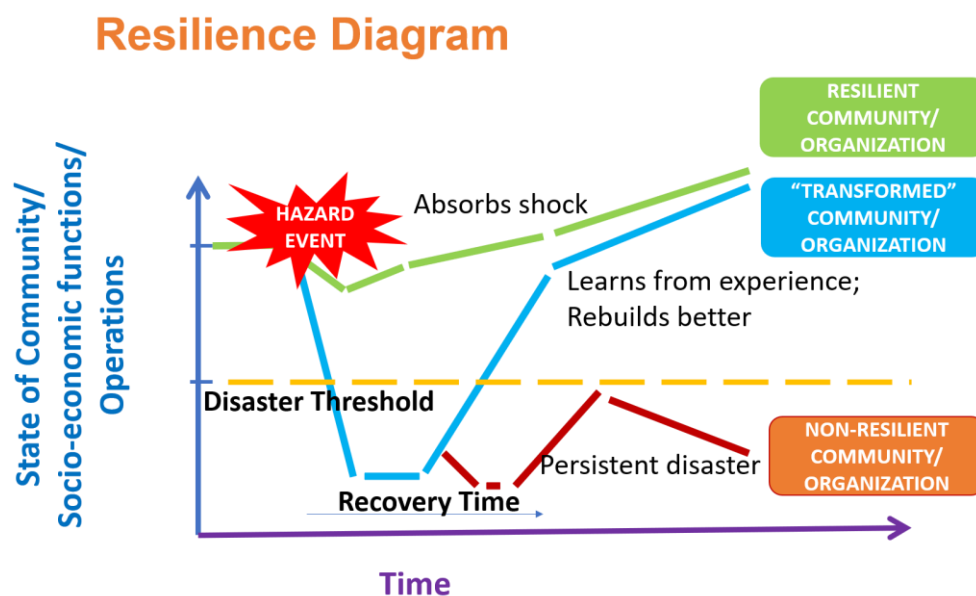 Resilience Diagram
State of Community/
Socio-economic functions/
Operations
HAZARD
EVENT
Absorbs shock
RESILIENT
COMMUNITY/
ORGANIZATION
“TRANSFORMED”
COMMUNITY/
ORGANIZATION
Learns from experience;
Rebuilds better
Disaster Threshold
Persistent disaster
NON-RESILIENT
COMMUNITY/
ORGANIZATION
Recovery Time
Time